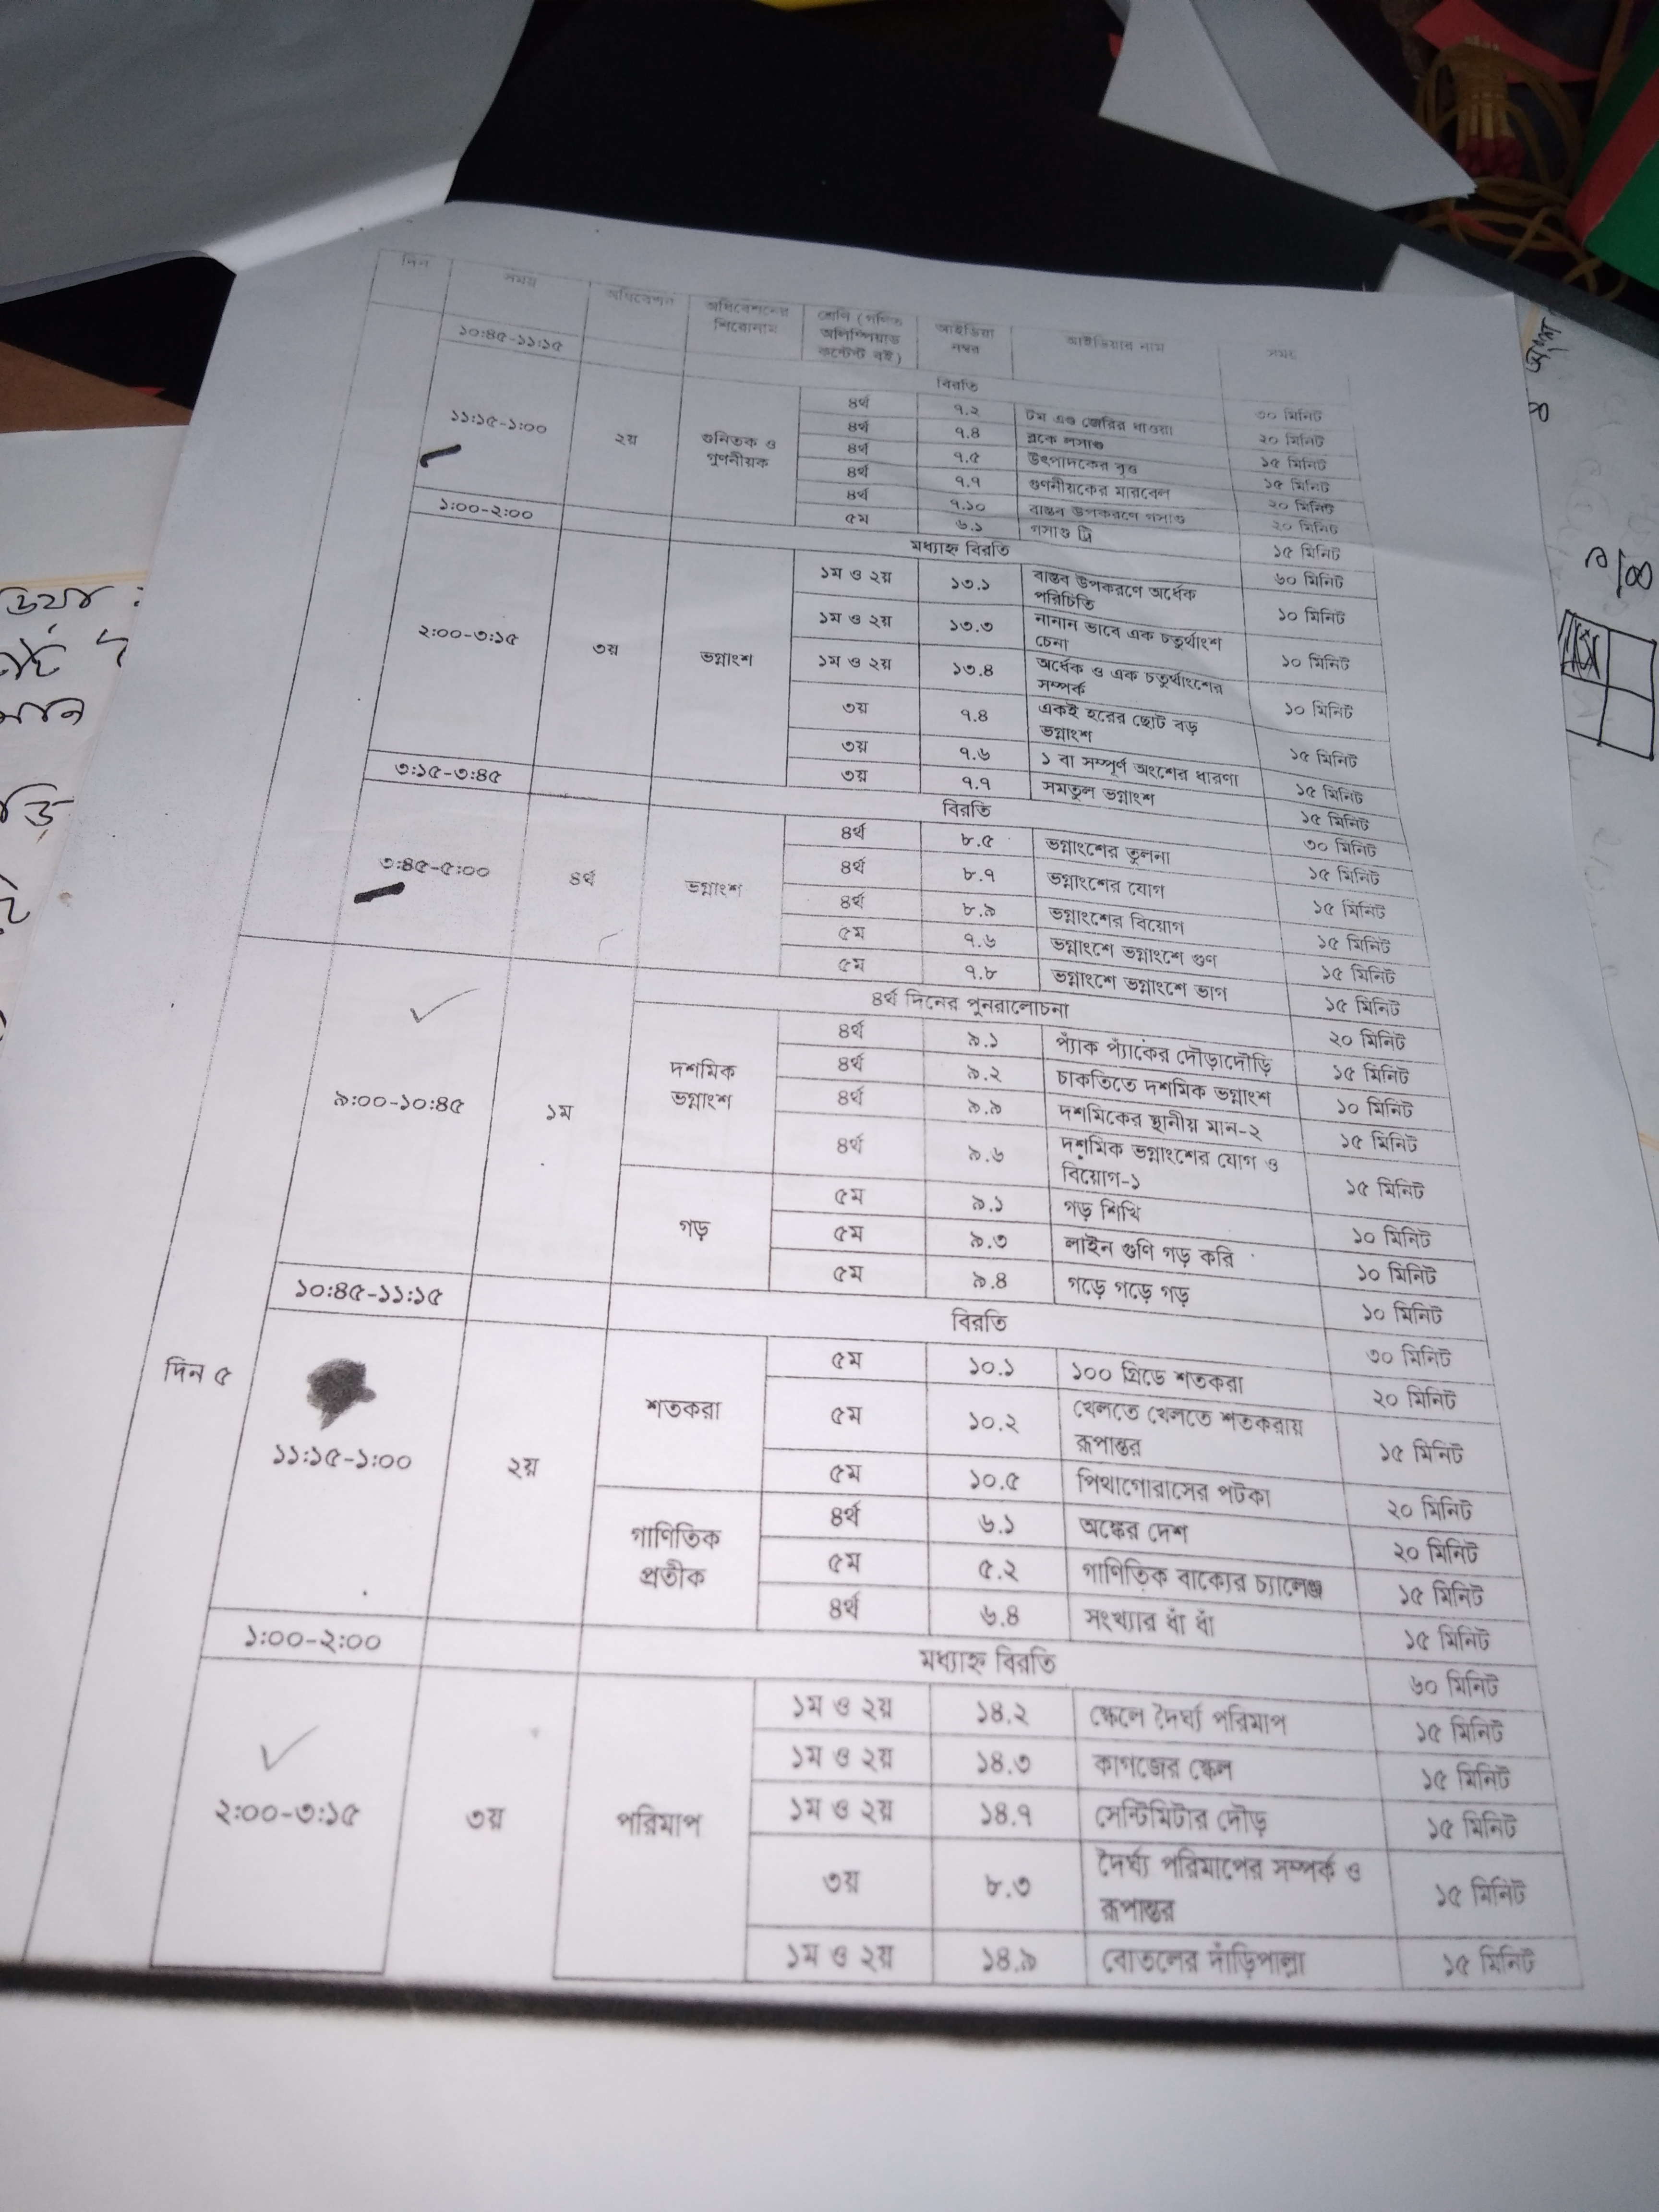 দিন সময় অধিবেশন অধিবেশনের শিরোনাম শ্রেণি (গণিত অলিম্পিয়াড কন্টেন্ট বই) আইডিয়া নম্বর আইডিয়ার নাম সময়
১০:৪৫-১১:১৫ বিরতি ৩০ মিনিট
১১:১৫-১:০০ ২য় গুনিতক ও গুণনীয়ক
৪র্থ ৭.২ টম এণ্ড জেরির ধাওয়া ২০ মিনিট
৪র্থ ৭.৪ ব্লকে লসাগু ১৫ মিনিট
৪র্থ ৭.৫ উৎপাদকের বৃত্ত ১৫ মিনিট
৪র্থ ৭.৭ গুণনীয়কের মারবেল ২০ মিনিট
৪র্থ ৭.১০ বাস্তব উপকরণে গসাগু ২০ মিনিট
৫ম ৬.১ গসাগু ট্রি ১৫ মিনিট
১:০০-২:০০ মধ্যাহ্ন বিরতি ৬০ মিনিট
২:০০-৩:১৫ ৩য় ভগ্নাংশ
১ম ও ২য় ১৩.১ বাস্তব উপকরণে অর্ধেক পরিচিতি ১০ মিনিট
১ম ও ২য় ১৩.৩ নানান ভাবে এক চতুর্থাংশ চেনা ১০ মিনিট
১ম ও ২য় ১৩.৪ অর্ধেক ও এক চতুর্থাংশের সম্পর্ক ১০ মিনিট
৩য় ৭.৪ একই হরের ছোট বড় ভগ্নাংশ ১৫ মিনিট
৩য় ৭.৬ ১ বা সম্পূর্ণ অংশের ধারণা ১৫ মিনিট
৩য় ৭.৭ সমতুল ভগ্নাংশ ১৫ মিনিট
৩:১৫-৩:৪৫ বিরতি ৩০ মিনিট
৩:৪৫-৫:০০ ৪র্থ ভগ্নাংশ
৪র্থ ৮.৫ ভগ্নাংশের তুলনা ১৫ মিনিট
৪র্থ ৮.৭ ভগ্নাংশের যোগ ১৫ মিনিট
৪র্থ ৮.৯ ভগ্নাংশের বিয়োগ ১৫ মিনিট
৫ম ৭.৬ ভগ্নাংশে ভগ্নাংশে গুণ ১৫ মিনিট
৫ম ৭.৮ ভগ্নাংশে ভগ্নাংশে ভাগ ১৫ মিনিট
দিন ৫
৯:০০-১০:৪৫ ১ম
৪র্থ দিনের পুনরালোচনা ২০ মিনিট
দশমিক ভগ্নাংশ
৪র্থ ৯.১ প্যাঁক প্যাঁকের দৌড়াদৌড়ি ১৫ মিনিট
৪র্থ ৯.২ চাকতিতে দশমিক ভগ্নাংশ ১০ মিনিট
৪র্থ ৯.৯ দশমিকের স্থানীয় মান-২ ১৫ মিনিট
৪র্থ ৯.৬ দশমিক ভগ্নাংশের যোগ ও বিয়োগ-১ ১৫ মিনিট
গড়
৫ম ৯.১ গড় শিখি ১০ মিনিট
৫ম ৯.৩ লাইন গুণি গড় করি ১০ মিনিট
৫ম ৯.৪ গড়ে গড়ে গড় ১০ মিনিট
১০:৪৫-১১:১৫ বিরতি ৩০ মিনিট
১১:১৫-১:০০ ২য়
শতকরা
৫ম ১০.১ ১০০ গ্রিডে শতকরা ২০ মিনিট
৫ম ১০.২ খেলতে খেলতে শতকরায় রূপান্তর ১৫ মিনিট
৫ম ১০.৫ পিথাগোরাসের পটকা ২০ মিনিট
গাণিতিক প্রতীক
৪র্থ ৬.১ অঙ্কের দেশ ২০ মিনিট
৫ম ৫.২ গাণিতিক বাক্যের চ্যালেঞ্জ ১৫ মিনিট
৪র্থ ৬.৪ সংখ্যার ধাঁ ধাঁ ১৫ মিনিট
১:০০-২:০০ মধ্যাহ্ন বিরতি ৬০ মিনিট
২:০০-৩:১৫ ৩য় পরিমাপ
১ম ও ২য় ১৪.২ স্কেলে দৈর্ঘ্য পরিমাপ ১৫ মিনিট
১ম ও ২য় ১৪.৩ কাগজের স্কেল ১৫ মিনিট
১ম ও ২য় ১৪.৭ সেন্টিমিটার দৌড় ১৫ মিনিট
৩য় ৮.৩ দৈর্ঘ্য পরিমাপের সম্পর্ক ও রূপান্তর ১৫ মিনিট
১ম ও ২য় ১৪.৯ বোতলের দাঁড়িপাল্লা ১৫ মিনিট